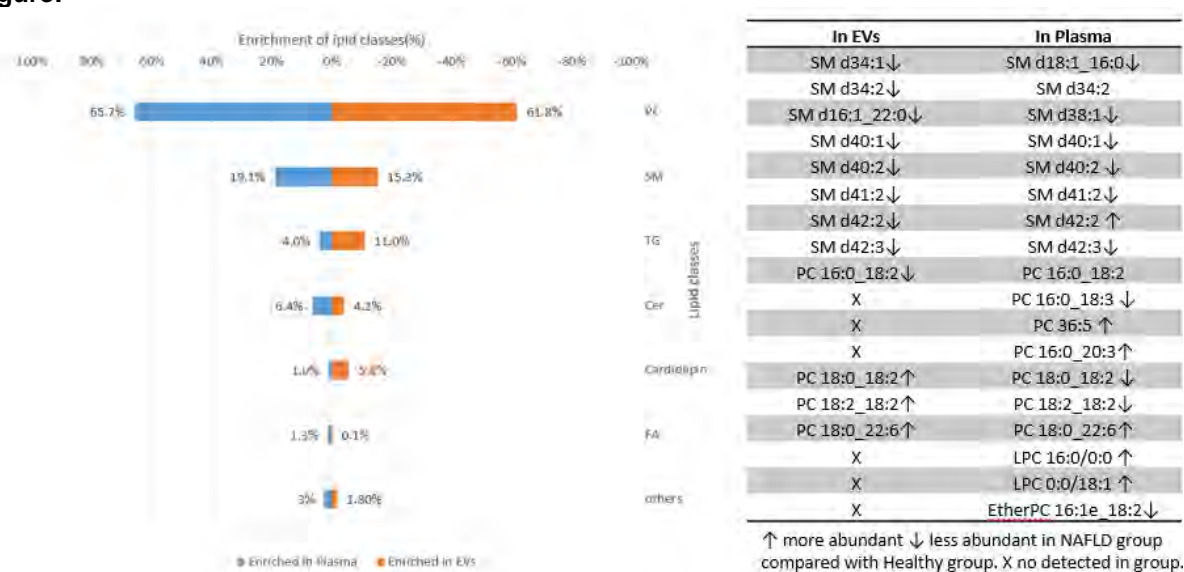 Enrichment of ipid classes(%)
100% 80% 60% 40% 20% 0% -20% -40% -60% -80% -100%
65.7% 61.8% PC
19.1% 15.2% SM
4.0% 11.0% TG
6.4% 4.2% Cer
Cardiolipin
1.3% 0.1% FA
3% 1.80% others
Lipid classes
Enriched in Plasma Enriched in EVs
In EVs In Plasma
SM d34:1↓ SM d18:1_16:0↓
SM d34:2↓ SM d34:2
SM d16:1_22:0↓ SM d38:1↓
SM d40:1↓ SM d40:1↓
SM d40:2↓ SM d40:2 ↓
SM d41:2↓ SM d41:2↓
SM d42:2↓ SM d42:2 ↑
SM d42:3↓ SM d42:3↓
PC 16:0_18:2↓ PC 16:0_18:2
X PC 16:0_18:3 ↓
X PC 36:5 ↑
X PC 16:0_20:3↑
PC 18:0_18:2↑ PC 18:0_18:2 ↓
PC 18:2_18:2↑ PC 18:2_18:2↓
PC 18:0_22:6↑ PC 18:0_22:6↑
X LPC 16:0/0:0 ↑
X LPC 0:0/18:1 ↑
X EtherPC 16:1e_18:2↓
↑ more abundant ↓ less abundant in NAFLD group
compared with Healthy group. X no detected in group.